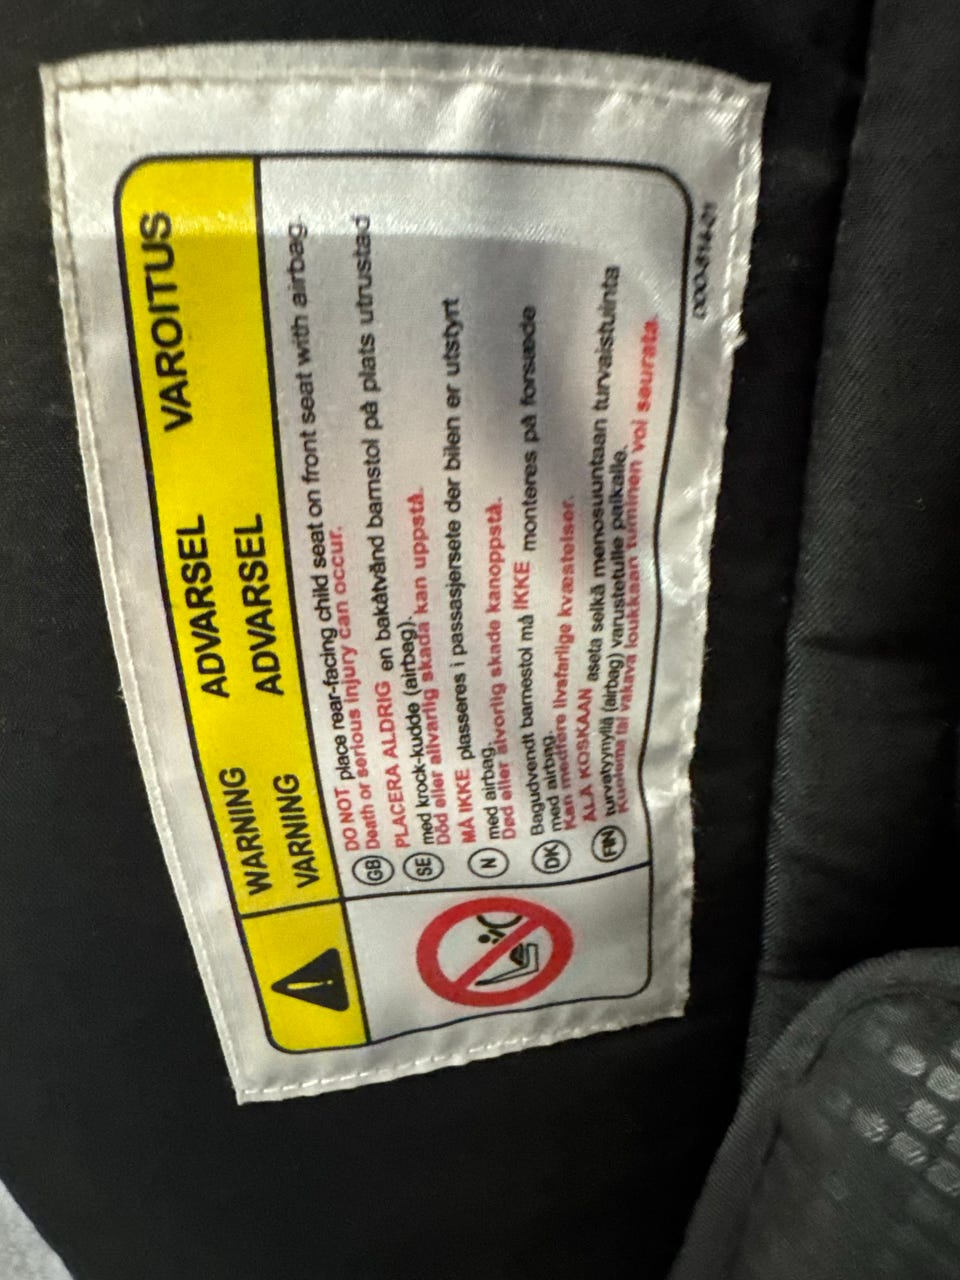 WARNING ADVARSEL VAROITUS
VARNING ADVARSEL
GB DO NOT place rear-facing child seat on front seat with airbag.
Death or serious injury can occur.
PLACERA ALDRIG en bakåtvänd barnstol på plats utrustad
SE med krock-kudde (airbag).
Död eller allvarlig skada kan uppstå.
MÅ IKKE plasseres i passasjersete der bilen er utstyrt
N med airbag.
Død eller alvorlig skade kanoppstå.
Bagudvendt barnestol må IKKE monteres på forsæde
DK med airbag.
Kan medføre livsfarlige kvæstelser.
ÄLÄ KOSKAAN aseta selkä menosuuntaan turvaistuinta
FIN turvatyynyllä (airbag) varustetulle paikalle.
Kuolema tai vakava loukkaantuminen voi seurata.
000-814-01